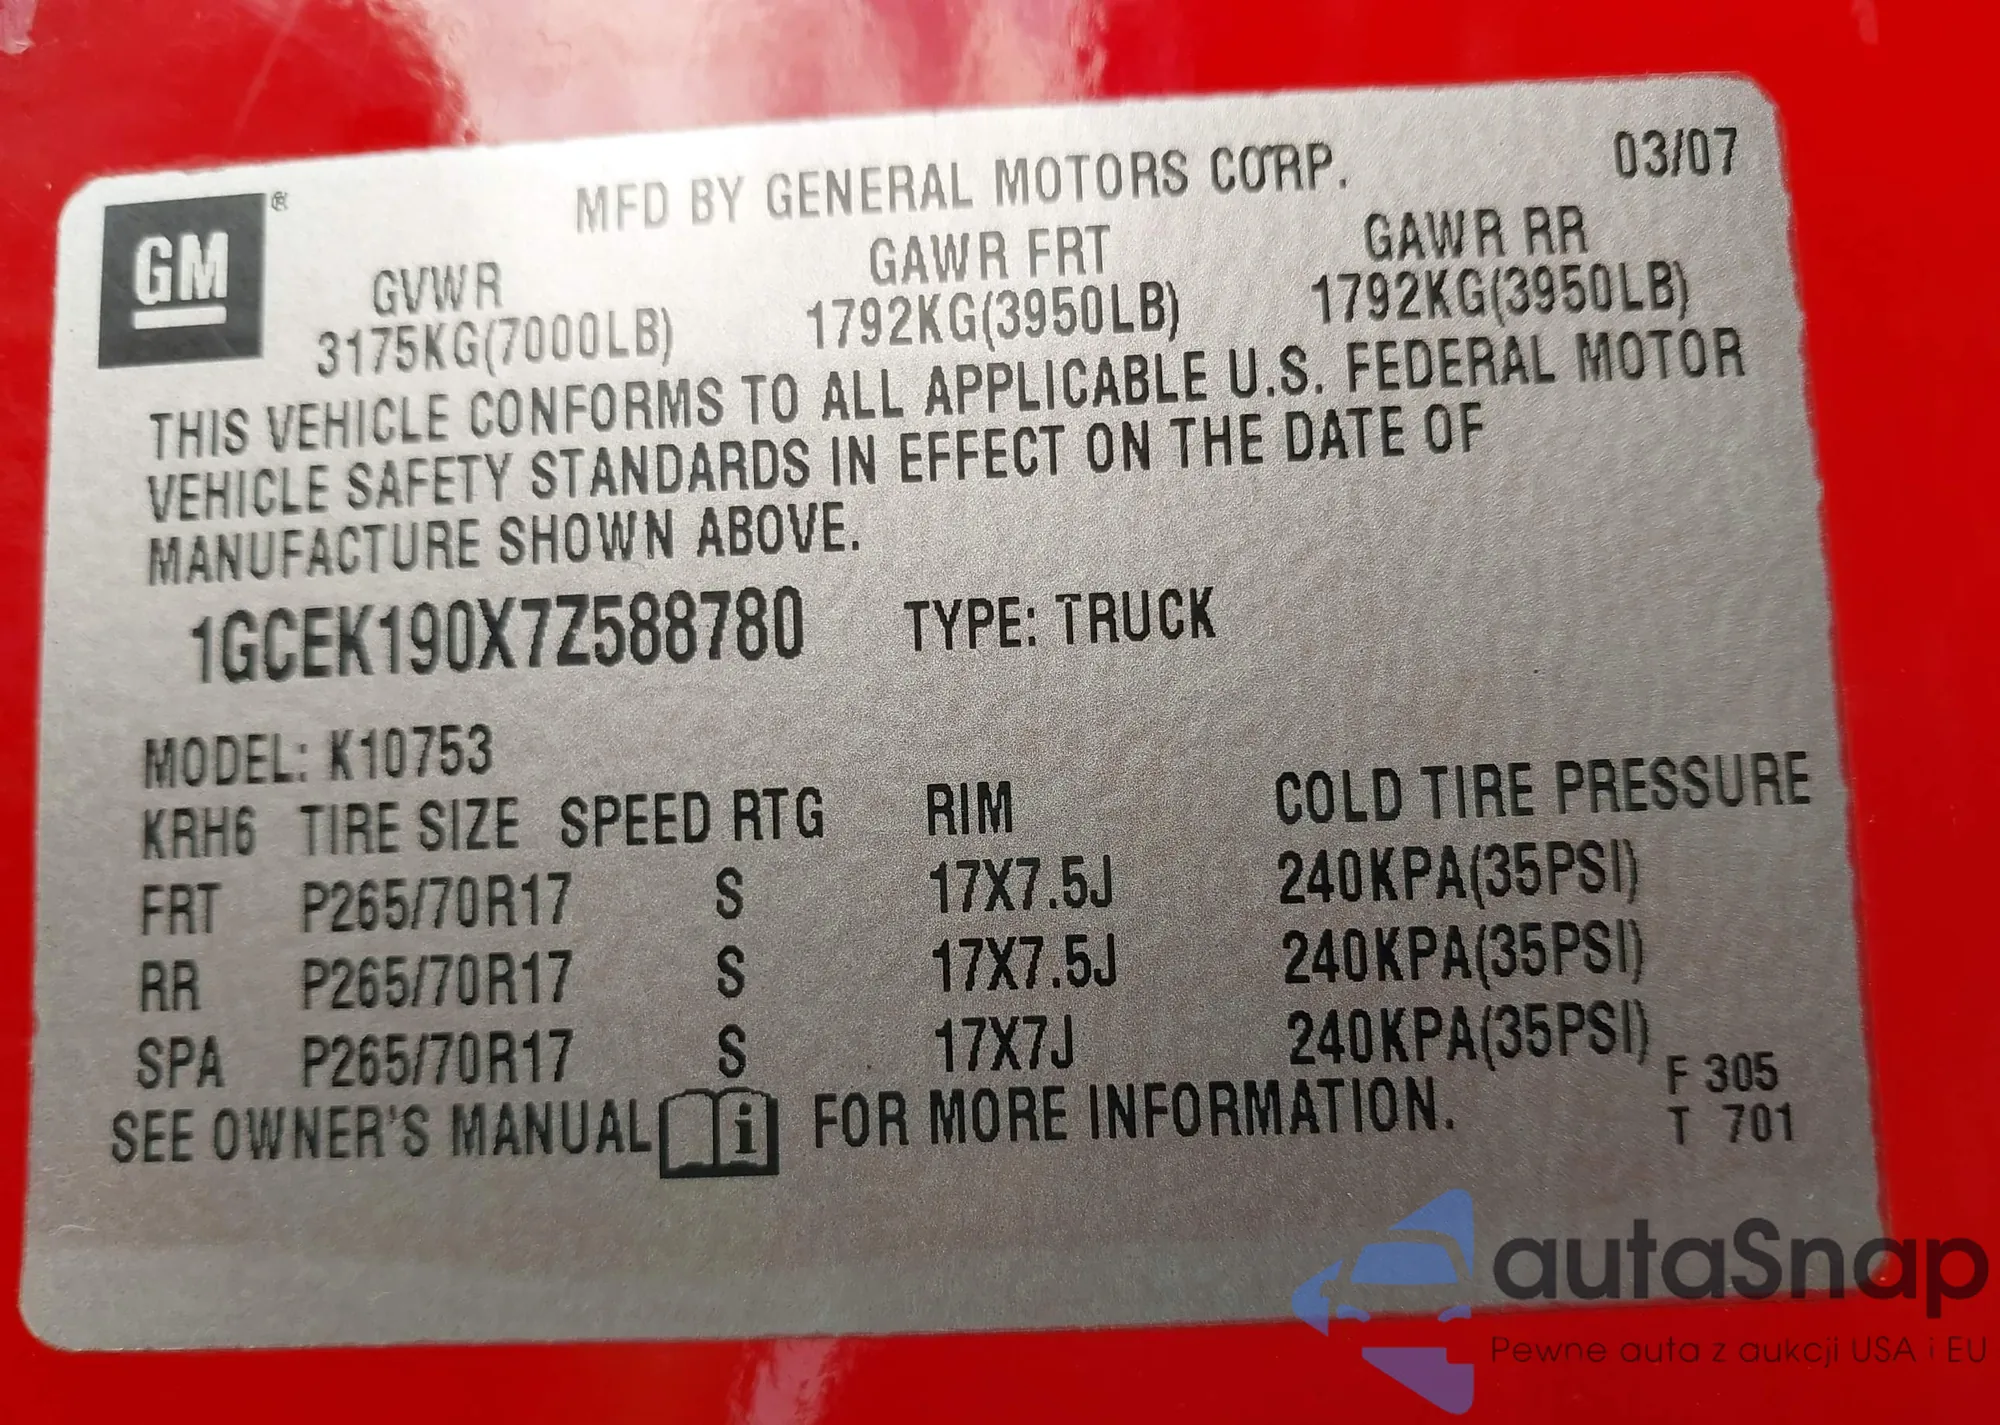 MFD BY GENERAL MOTORS CORP. 03/07
GM®
GVWR GAWR FRT GAWR RR
3175KG(7000LB) 1792KG(3950LB) 1792KG(3950LB)
THIS VEHICLE CONFORMS TO ALL APPLICABLE U.S. FEDERAL MOTOR
VEHICLE SAFETY STANDARDS IN EFFECT ON THE DATE OF
MANUFACTURE SHOWN ABOVE.
1GCEK190X7Z588780 TYPE: TRUCK
MODEL: K10753
KRH6 TIRE SIZE SPEED RTG RIM COLD TIRE PRESSURE
FRT P265/70R17 S 17X7.5J 240KPA(35PSI)
RR P265/70R17 S 17X7.5J 240KPA(35PSI)
SPA P265/70R17 S 17X7J 240KPA(35PSI)
F 305
SEE OWNER'S MANUAL i FOR MORE INFORMATION.
T 701
autaSnap
Pewne auta z aukcji USA i EU